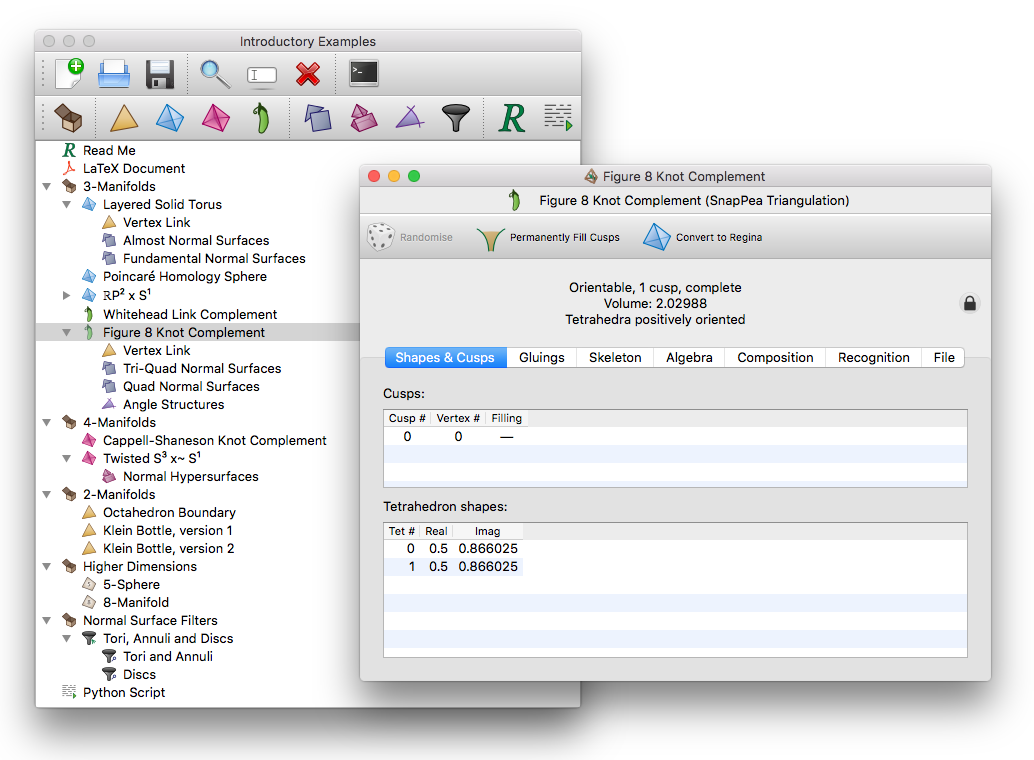 Introductory Examples
Read Me
LaTeX Document
3-Manifolds
Layered Solid Torus
Vertex Link
Almost Normal Surfaces
Fundamental Normal Surfaces
Poincaré Homology Sphere
ℝP² x S¹
Whitehead Link Complement
Figure 8 Knot Complement
Vertex Link
Tri-Quad Normal Surfaces
Quad Normal Surfaces
Angle Structures
4-Manifolds
Cappell-Shaneson Knot Complement
Twisted S³ x~ S¹
Normal Hypersurfaces
2-Manifolds
Octahedron Boundary
Klein Bottle, version 1
Klein Bottle, version 2
Higher Dimensions
5-Sphere
8-Manifold
Normal Surface Filters
Tori, Annuli and Discs
Tori and Annuli
Discs
Python Script
Figure 8 Knot Complement
Figure 8 Knot Complement (SnapPea Triangulation)
Randomise Permanently Fill Cusps Convert to Regina
Orientable, 1 cusp, complete
Volume: 2.02988
Tetrahedra positively oriented
Shapes & Cusps Gluings Skeleton Algebra Composition Recognition File
Cusps:
Cusp # Vertex # Filling
0 0 —
Tetrahedron shapes:
Tet # Real Imag
0 0.5 0.866025
1 0.5 0.866025